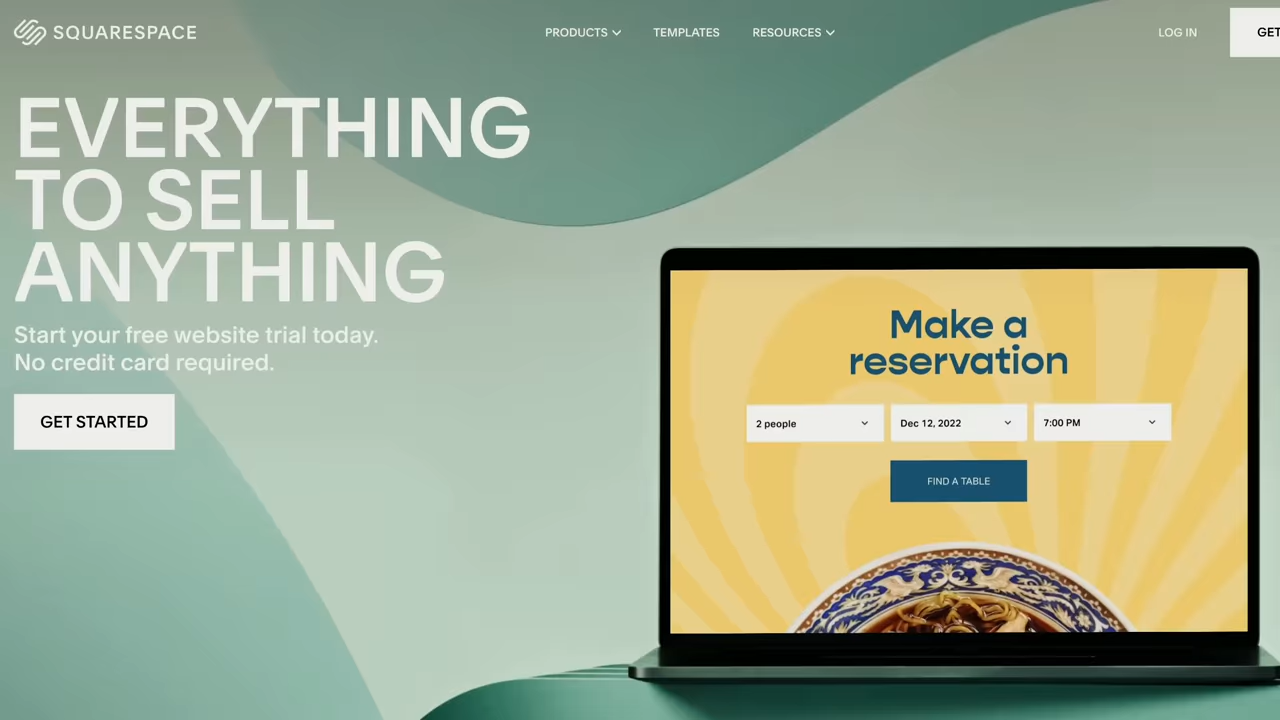 SQUARESPACE
PRODUCTS
TEMPLATES
RESOURCES
LOG IN
GET
EVERYTHING
TO SELL
ANYTHING
Start your free website trial today.
No credit card required.
GET STARTED
Make a
reservation
2 people
Dec 12, 2022
7:00 PM
FIND A TABLE